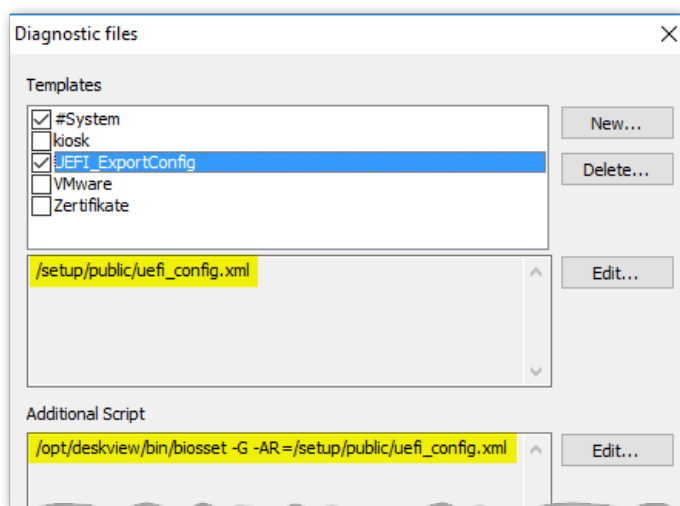 Diagnostic files
Templates
#System
kiosk
UEFI_ExportConfig
VMware
Zertifikate
New...
Delete...
/setup/public/uefi_config.xml
Edit...
Additional Script
/opt/deskview/bin/biosset -G -AR=/setup/public/uefi_config.xml
Edit...